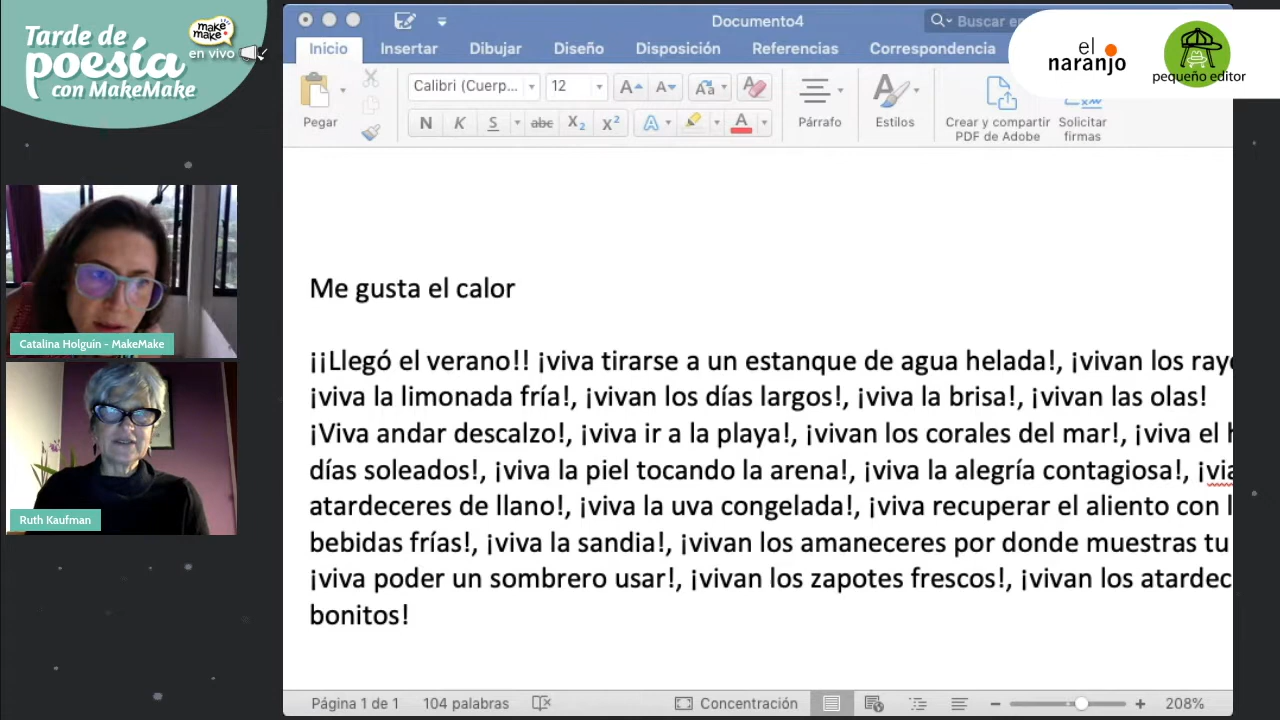 Tarde de
poesía
con MakeMake
make make
en vivo
Documento4
Buscar en
Inicio Insertar Dibujar Diseño Disposición Referencias Correspondencia
el naranjo
pequeño editor
Calibri (Cuerp... 12
Pegar
N K S abc X₂ X²
Párrafo
Estilos
Crear y compartir
PDF de Adobe
Solicitar
firmas
Catalina Holguín - MakeMake
Ruth Kaufman
Me gusta el calor
¡¡Llegó el verano!! ¡viva tirarse a un estanque de agua helada!, ¡vivan los
¡viva la limonada fría!, ¡vivan los días largos!, ¡viva la brisa!, ¡vivan las olas!
¡Viva andar descalzo!, ¡viva ir a la playa!, ¡vivan los corales del mar!, ¡viva el
días soleados!, ¡viva la piel tocando la arena!, ¡viva la alegría contagiosa!,
atardeceres de llano!, ¡viva la uva congelada!, ¡viva recuperar el aliento con
bebidas frías!, ¡viva la sandia!, ¡vivan los amaneceres por donde muestras tu
¡viva poder un sombrero usar!, ¡vivan los zapotes frescos!, ¡vivan los
bonitos!
Página 1 de 1 104 palabras Concentración 208%